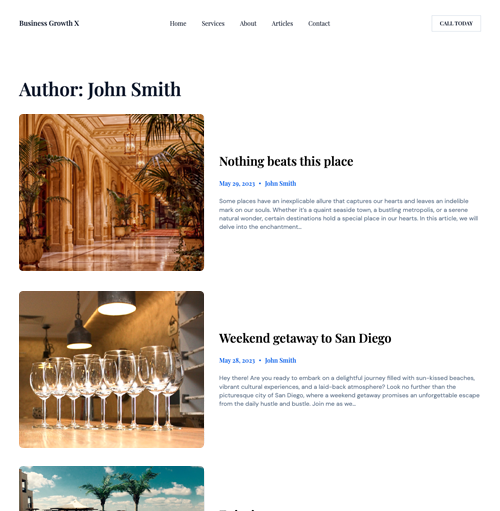 Business Growth X
Home Services About Articles Contact
CALL TODAY
Author: John Smith
Nothing beats this place
May 29, 2023 • John Smith
Some places have an inexplicable allure that captures our hearts and leaves an indelible
mark on our souls. Whether it's a quaint seaside town, a bustling metropolis, or a serene
natural wonder, certain destinations hold a special place in our hearts. In this article, we will
delve into the enchantment...
Weekend getaway to San Diego
May 28, 2023 • John Smith
Hey there! Are you ready to embark on a delightful journey filled with sun-kissed beaches,
vibrant cultural experiences, and a laid-back atmosphere? Look no further than the
picturesque city of San Diego, where a weekend getaway promises an unforgettable escape
from the daily hustle and bustle. Join me as we...